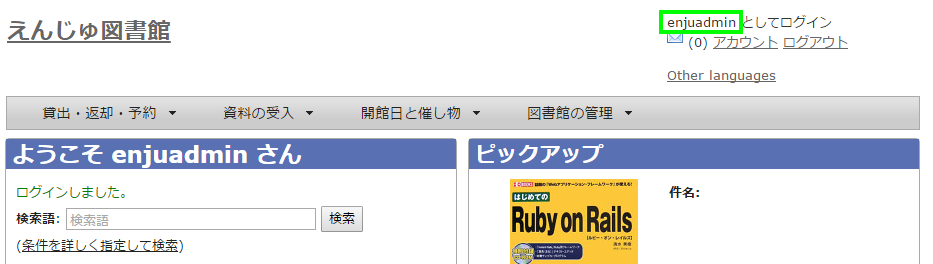 えんじゅ図書館
enjuadmin としてログイン
(0) アカウント ログアウト
Other languages
貸出・返却・予約 資料の受入 開館日と催し物 図書館の管理
ようこそ enjuadmin さん
ログインしました。
検索語: 検索語 検索
(条件を詳しく指定して検索)
ピックアップ
はじめての
Ruby on Rails
件名: